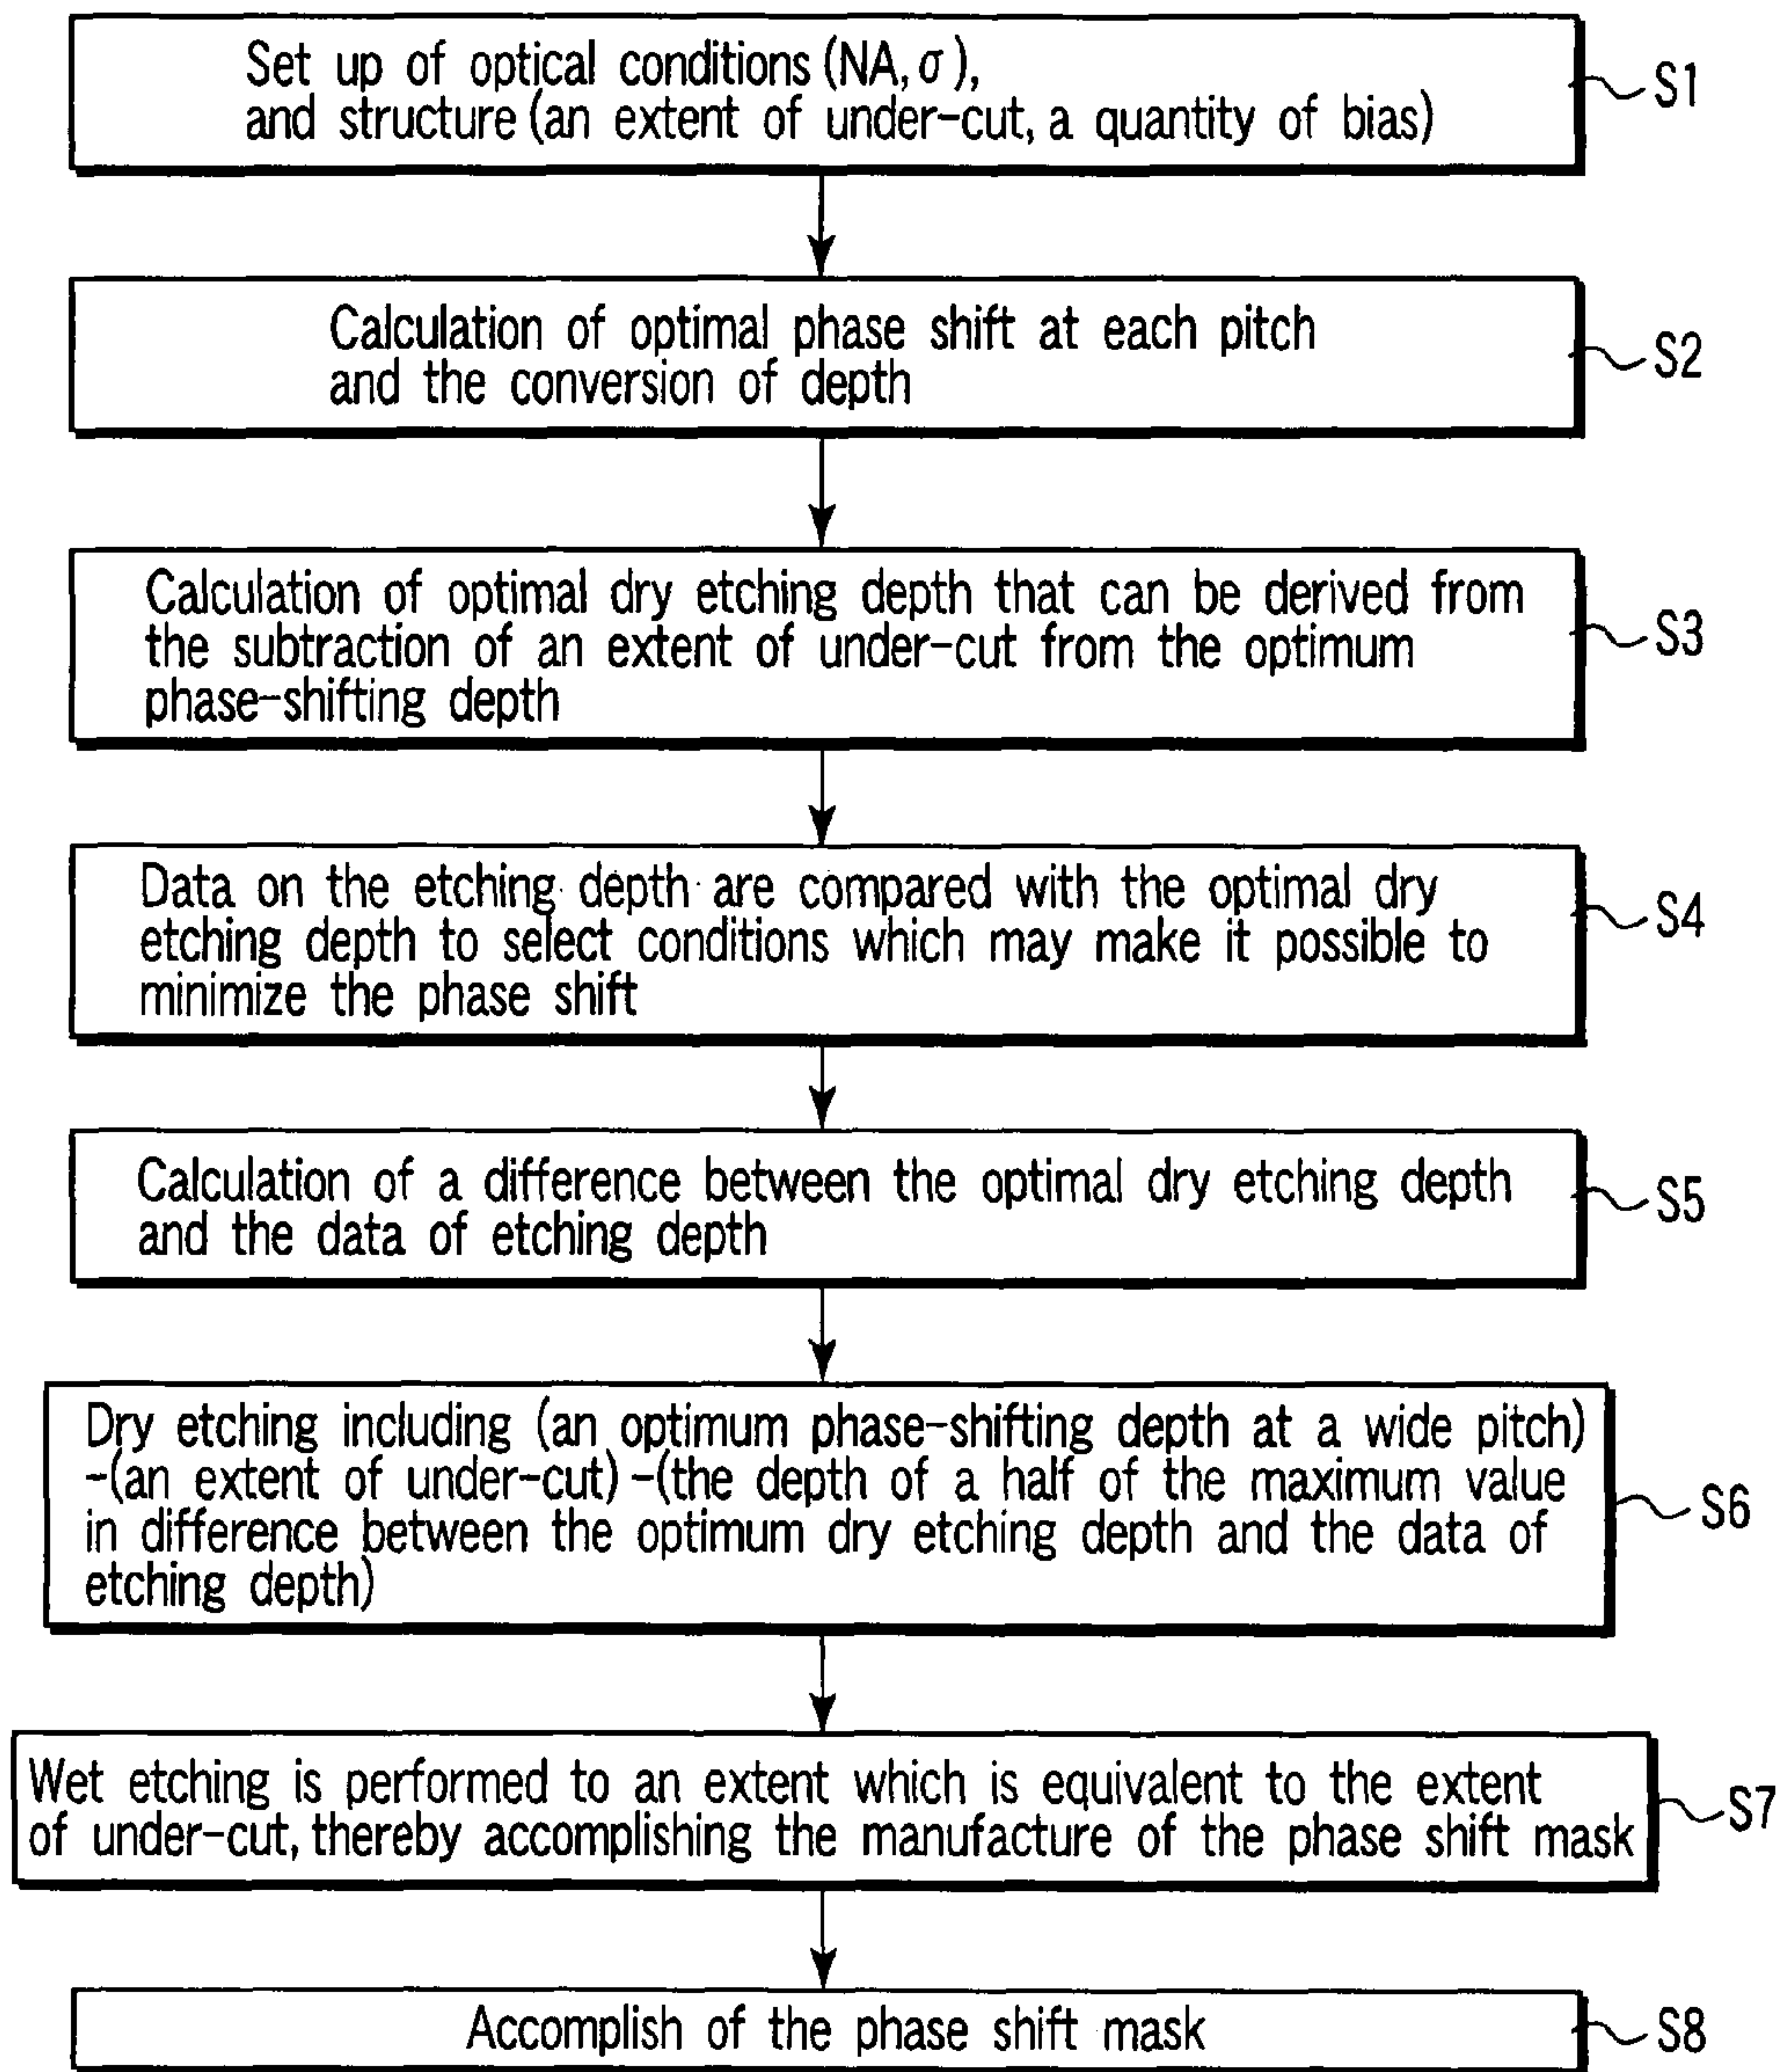 Set up of optical conditions (NA, σ),
and structure (an extent of under-cut, a quantity of bias)
S1
Calculation of optimal phase shift at each pitch
and the conversion of depth
S2
Calculation of optimal dry etching depth that can be derived from
the subtraction of an extent of under-cut from the optimum
phase-shifting depth
S3
Data on the etching depth are compared with the optimal dry
etching depth to select conditions which may make it possible to
minimize the phase shift
S4
Calculation of a difference between the optimal dry etching depth
and the data of etching depth
S5
Dry etching including (an optimum phase-shifting depth at a wide pitch)
-(an extent of under-cut) -(the depth of a half of the maximum value
in difference between the optimum dry etching depth and the data of
etching depth)
S6
Wet etching is performed to an extent which is equivalent to the extent
of under-cut, thereby accomplishing the manufacture of the phase shift mask
S7
Accomplish of the phase shift mask
S8